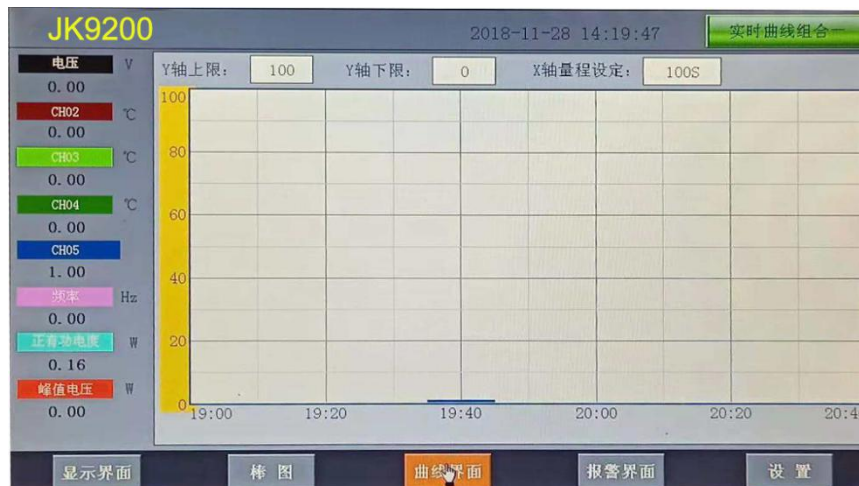 JK9200
2018-11-28 14:19:47
实时曲线组合一
电压 V
0.00
CH02 ℃
0.00
CH03 ℃
0.00
CH04 ℃
0.00
CH05
1.00
频率 Hz
0.00
正有功电度 W
0.16
峰值电压 W
0.00
Y轴上限: 100 Y轴下限: 0 X轴量程设定: 100S
100
80
60
40
20
0
19:00 19:20 19:40 20:00 20:20 20:4
显示界面 棒图 曲线界面 报警界面 设置